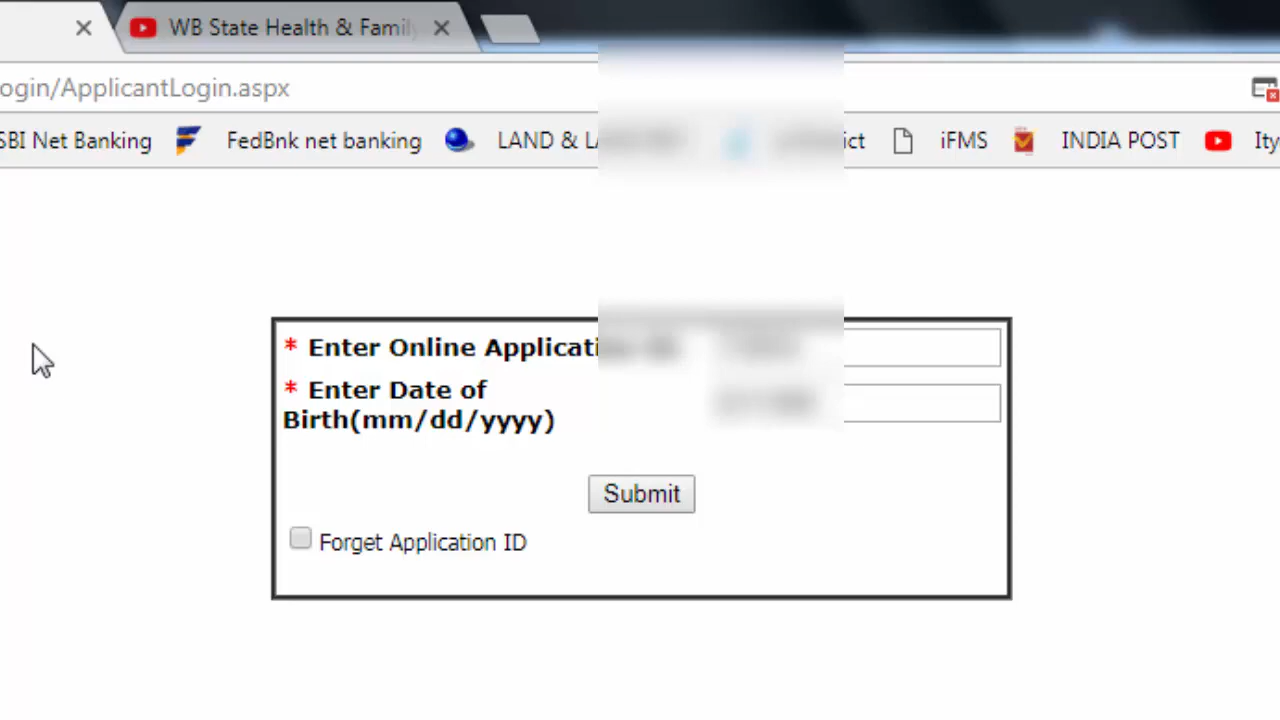 WB State Health & Famil
ogin/ApplicantLogin.aspx
SBI Net Banking FedBnk net banking LAND & L ict iFMS INDIA POST Ity
* Enter Online Applicati
* Enter Date of
Birth(mm/dd/yyyy)
Submit
Forget Application ID